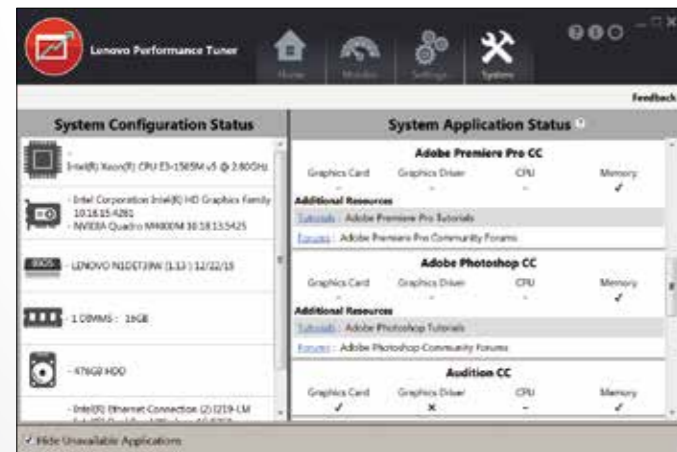 Lenovo Performance Tuner
Home Monitor Settings System
Feedback
System Configuration Status
Intel(R) Xeon(R) CPU E3-1505M v5 @ 2.80GHz
- Intel Corporation Intel(R) HD Graphics Family
10.18.15.4281
- NVIDIA Quadro M4000M 10.18.13.5425
BIOS
- LENOVO N1DET39W (1.13 ) 12/22/15
- 1 DIMMS : 16GB
- 476GB HDD
- Intel(R) Ethernet Connection (2) I219-LM
System Application Status
Adobe Premiere Pro CC
Graphics Card Graphics Driver CPU Memory
- - - ✓
Additional Resources
Tutorials : Adobe Premiere Pro Tutorials
Forums : Adobe Premiere Pro Community Forums
Adobe Photoshop CC
Graphics Card Graphics Driver CPU Memory
- - - ✓
Additional Resources
Tutorials : Adobe Photoshop Tutorials
Forums : Adobe Photoshop Community Forums
Audition CC
Graphics Card Graphics Driver CPU Memory
✓ x - ✓
✓ Hide Unavailable Applications